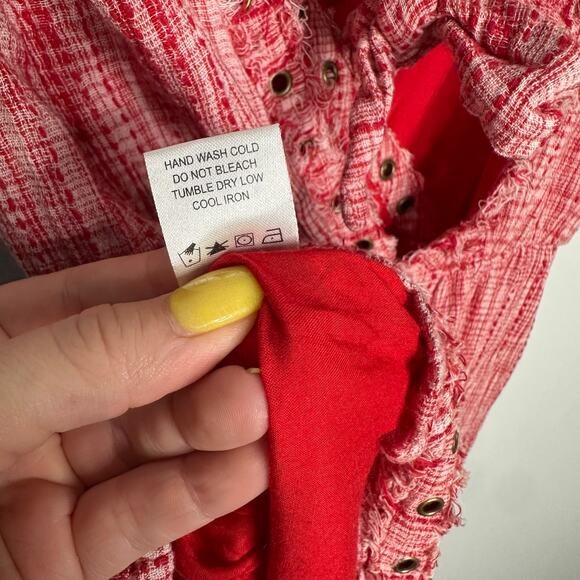 HAND WASH COLD
DO NOT BLEACH
TUMBLE DRY LOW
COOL IRON